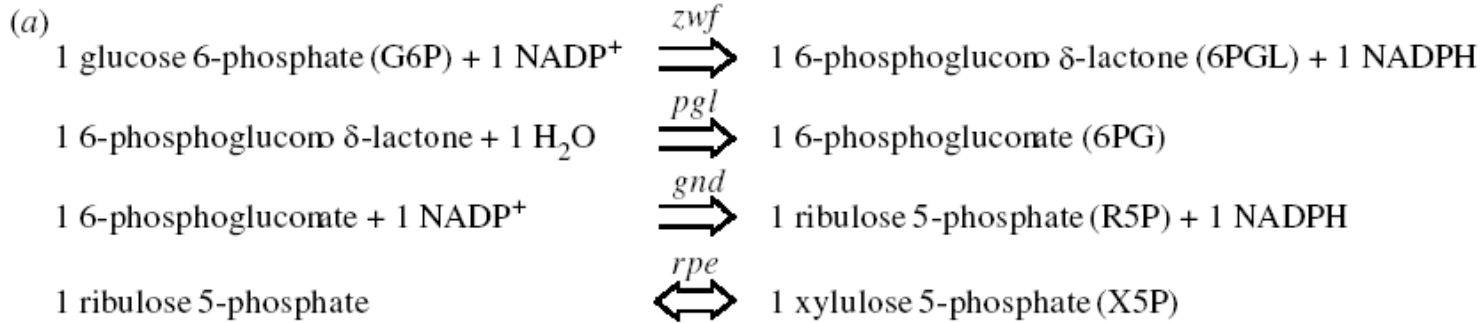 (a)
zwf
1 glucose 6-phosphate (G6P) + 1 NADP⁺ ⇒ 1 6-phosphoglucono δ-lactone (6PGL) + 1 NADPH
pgl
1 6-phosphoglucono δ-lactone + 1 H₂O ⇒ 1 6-phosphogluconate (6PG)
gnd
1 6-phosphogluconate + 1 NADP⁺ ⇒ 1 ribulose 5-phosphate (R5P) + 1 NADPH
rpe
1 ribulose 5-phosphate ⇔ 1 xylulose 5-phosphate (X5P)